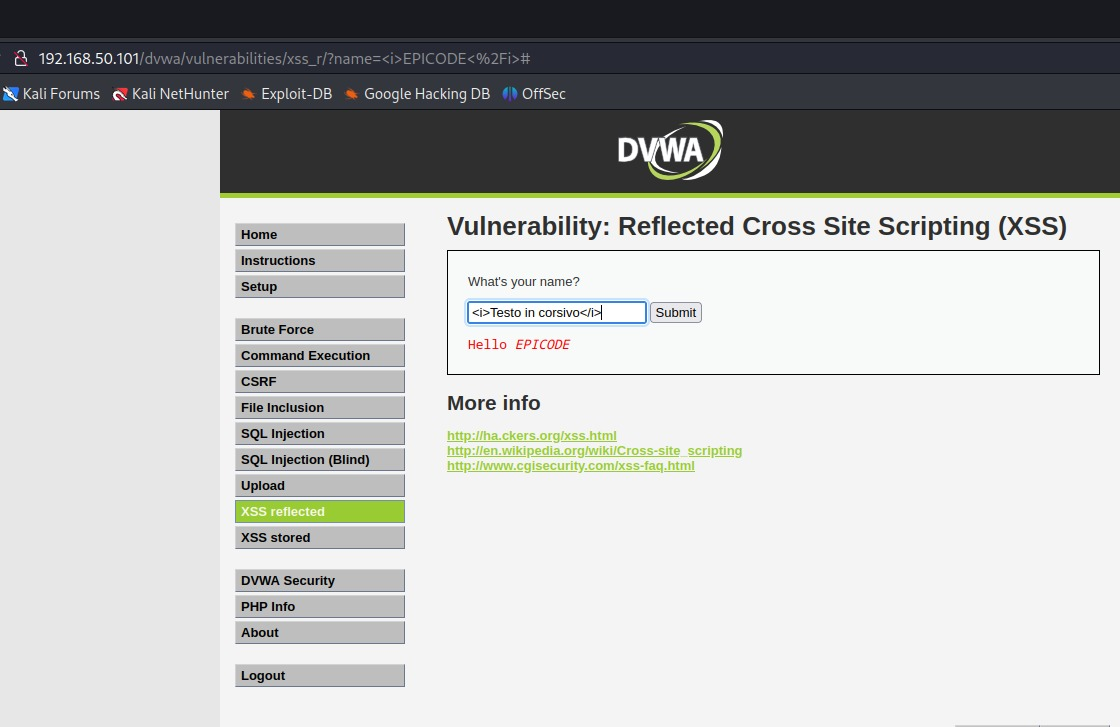 192.168.50.101/dvwa/vulnerabilities/xss_r/?name=<i>EPICODE<%2Fi>#
Kali Forums Kali NetHunter Exploit-DB Google Hacking DB OffSec
DVWA
Home
Instructions
Setup
Brute Force
Command Execution
CSRF
File Inclusion
SQL Injection
SQL Injection (Blind)
Upload
XSS reflected
XSS stored
DVWA Security
PHP Info
About
Logout
Vulnerability: Reflected Cross Site Scripting (XSS)
What's your name?
<i>Testo in corsivo</i> Submit
Hello EPICODE
More info
http://ha.ckers.org/xss.html
http://en.wikipedia.org/wiki/Cross-site_scripting
http://www.cgisecurity.com/xss-faq.html